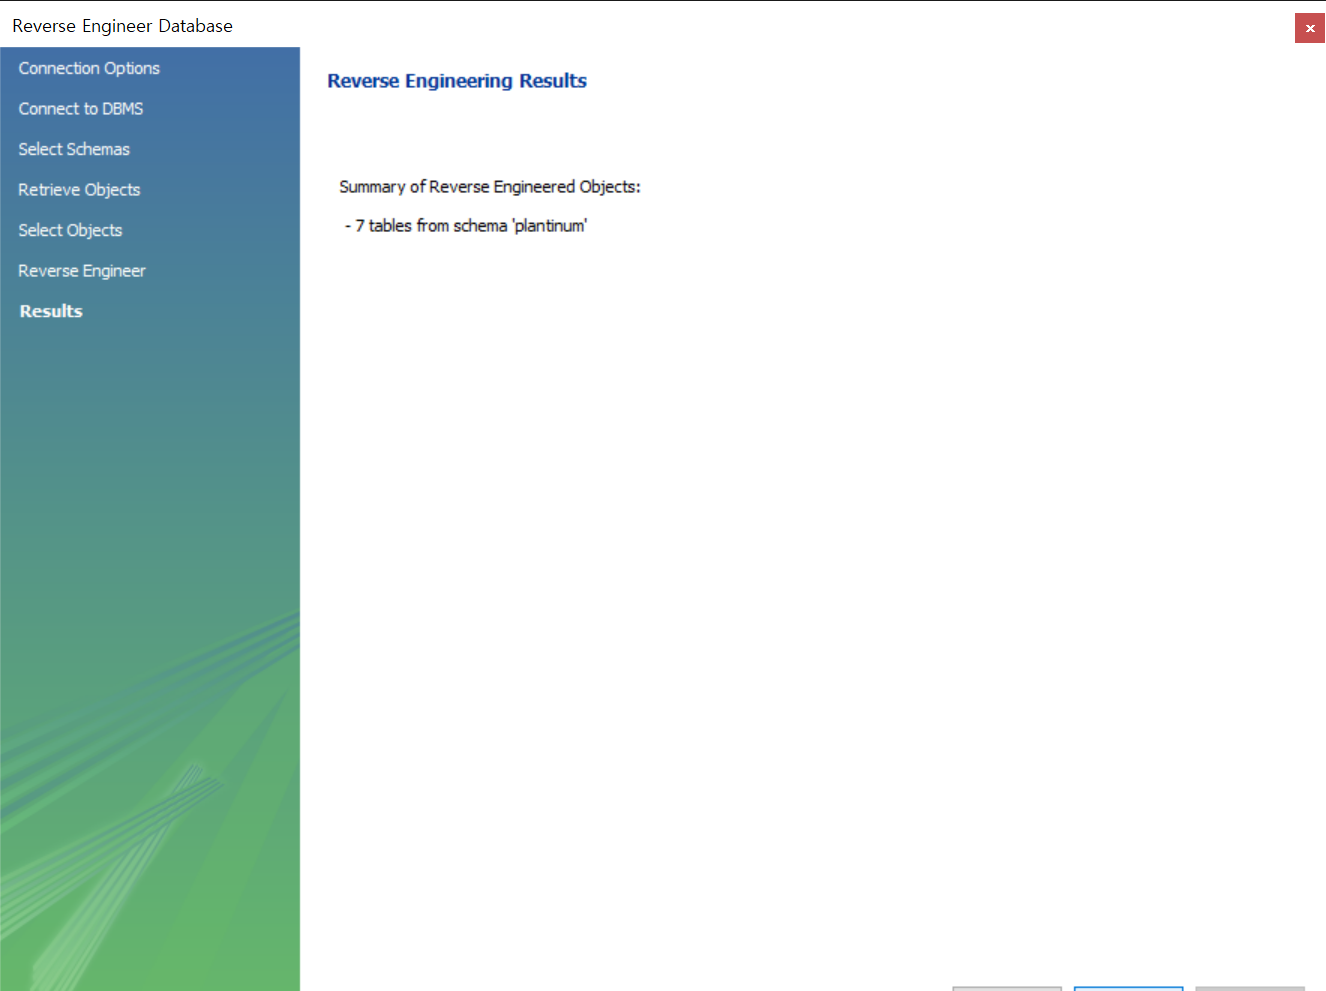 Reverse Engineer Database
Connection Options
Connect to DBMS
Select Schemas
Retrieve Objects
Select Objects
Reverse Engineer
Results
Reverse Engineering Results
Summary of Reverse Engineered Objects:
- 7 tables from schema 'plantinum'